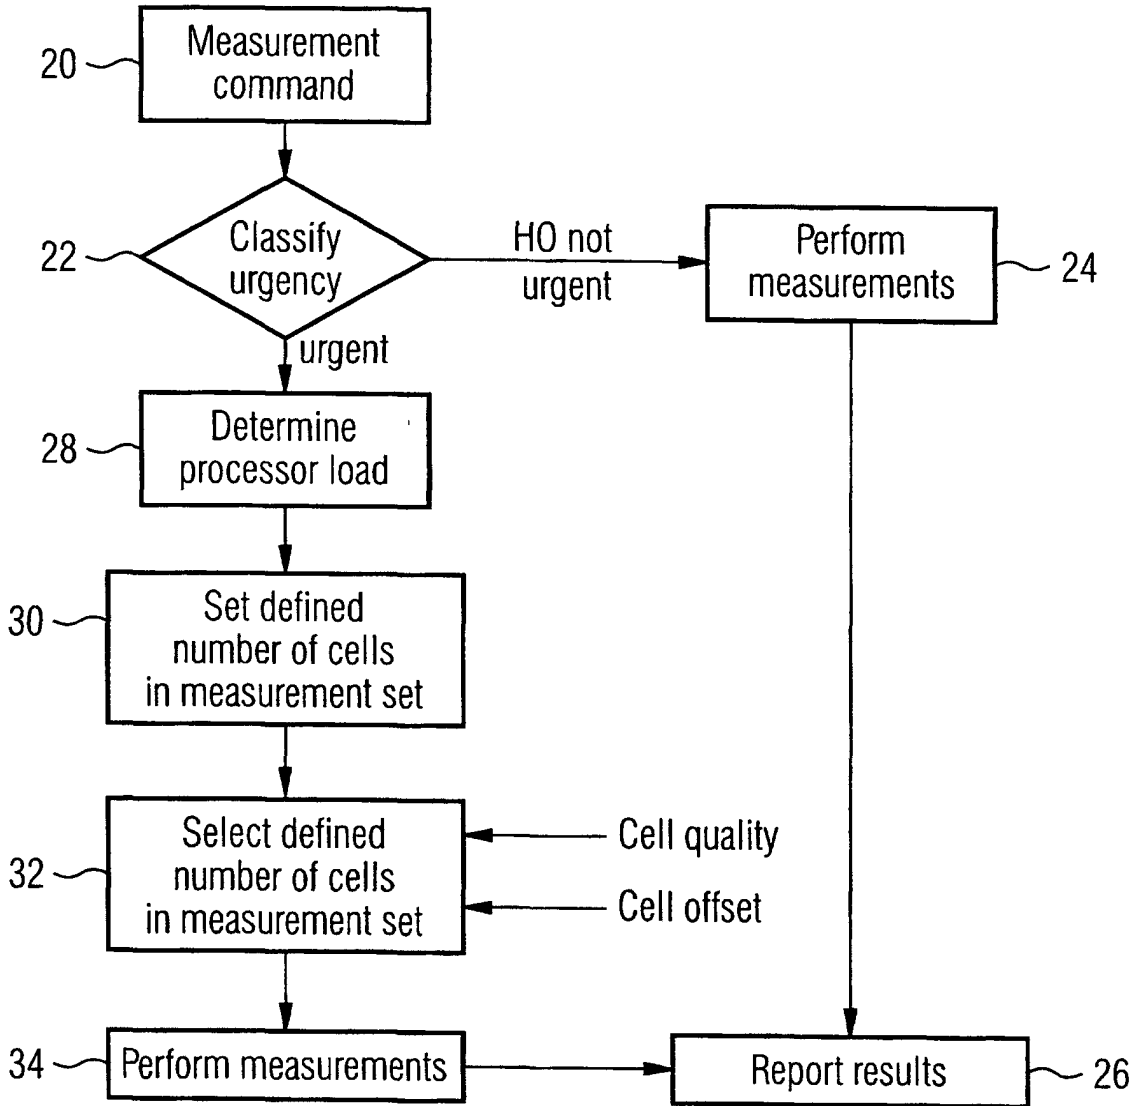 20
Measurement
command
22
Classify
urgency
HO not
urgent
Perform
measurements
24
urgent
28
Determine
processor load
30
Set defined
number of cells
in measurement set
32
Select defined
number of cells
in measurement set
Cell quality
Cell offset
34
Perform measurements
Report results
26